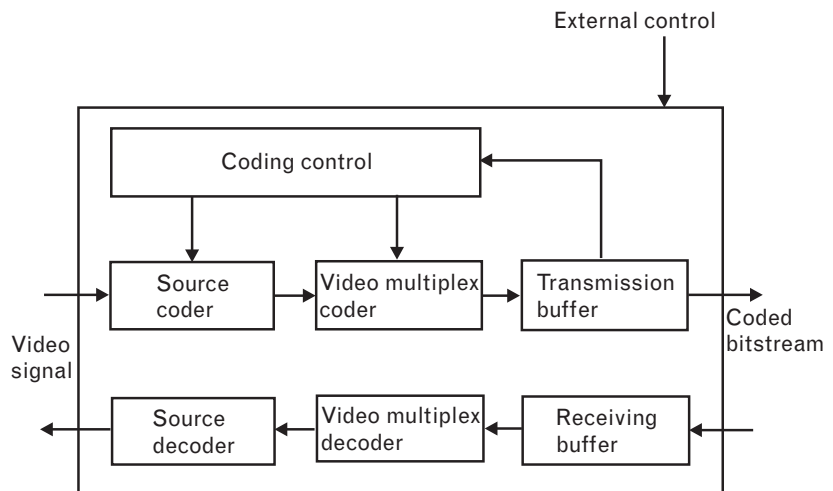 External control
Coding control
Source
coder
Video multiplex
coder
Transmission
buffer
Video
signal
Coded
bitstream
Source
decoder
Video multiplex
decoder
Receiving
buffer